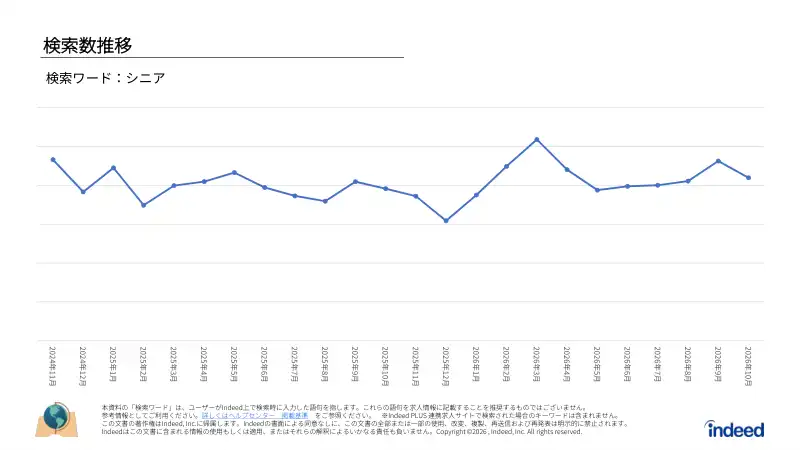 検索数推移
検索ワード：シニア
2024年11月
2024年12月
2025年1月
2025年2月
2025年3月
2025年4月
2025年5月
2025年6月
2025年7月
2025年8月
2025年9月
2025年10月
2025年11月
2025年12月
2026年1月
2026年2月
2026年3月
2026年4月
2026年5月
2026年6月
2026年7月
2026年8月
2026年9月
2026年10月
本資料の「検索ワード」は、ユーザーがIndeed上で検索時に入力した語句を指します。これらの語句を求人情報に記載することを推奨するものではございません。
参考情報としてご利用ください。詳しくはヘルプセンター　掲載基準　をご参照ください。　※Indeed PLUS 連携求人サイトで検索された場合のキーワードは含まれません。
この文書の著作権はIndeed, Inc.に帰属します。Indeedの書面による同意なしに、この文書の全部または一部の使用、改変、複製、再送信および再発表は明示的に禁止されます。
Indeedはこの文書に含まれる情報の使用もしくは適用、またはそれらの解釈によるいかなる責任も負いません。Copyright ©2026 , Indeed, Inc. All rights reserved.
indeed